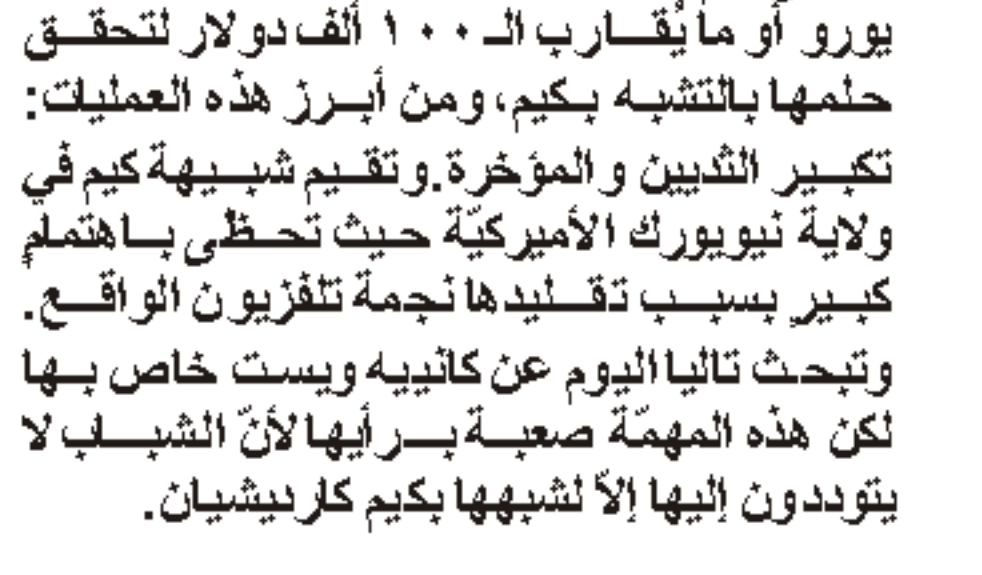 يورو أو ما يُقارب الـ ١٠٠ ألف دولار لتحقق
حلمها بالتشبه بكيم، ومن أبرز هذه العمليات:
تكبير الثديين والمؤخرة.وتقيم شبيهة كيم في
ولاية نيويورك الأميركيّة حيث تحظى باهتمامٍ
كبيرٍ بسبب تقليدها نجمة تلفزيون الواقع.
وتبحث تاليا اليوم عن كانييه ويست خاص بها
لكن هذه المهمّة صعبة برأيها لأنّ الشباب لا
يتوددون إليها إلاّ لشبهها بكيم كارديشيان.